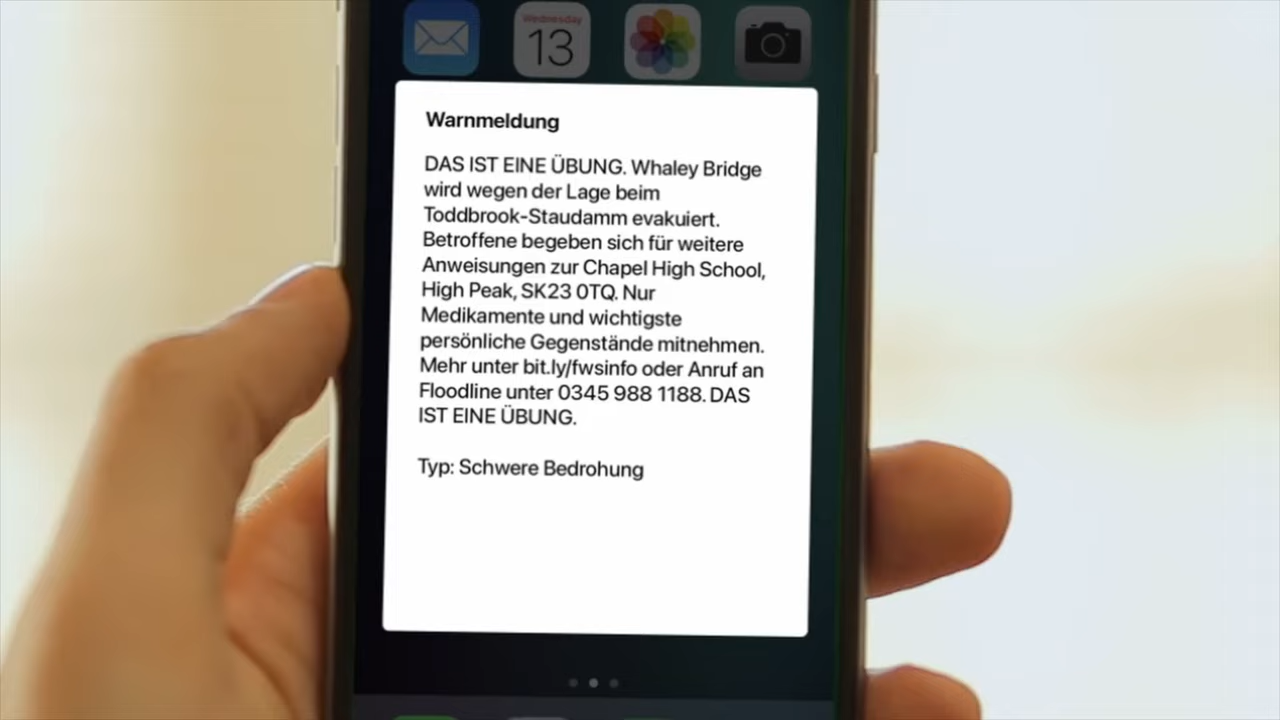 Wednesday
13
Warnmeldung
DAS IST EINE ÜBUNG. Whaley Bridge
wird wegen der Lage beim
Toddbrook-Staudamm evakuiert.
Betroffene begeben sich für weitere
Anweisungen zur Chapel High School,
High Peak, SK23 0TQ. Nur
Medikamente und wichtigste
persönliche Gegenstände mitnehmen.
Mehr unter bit.ly/fwsinfo oder Anruf an
Floodline unter 0345 988 1188. DAS
IST EINE ÜBUNG.
Typ: Schwere Bedrohung